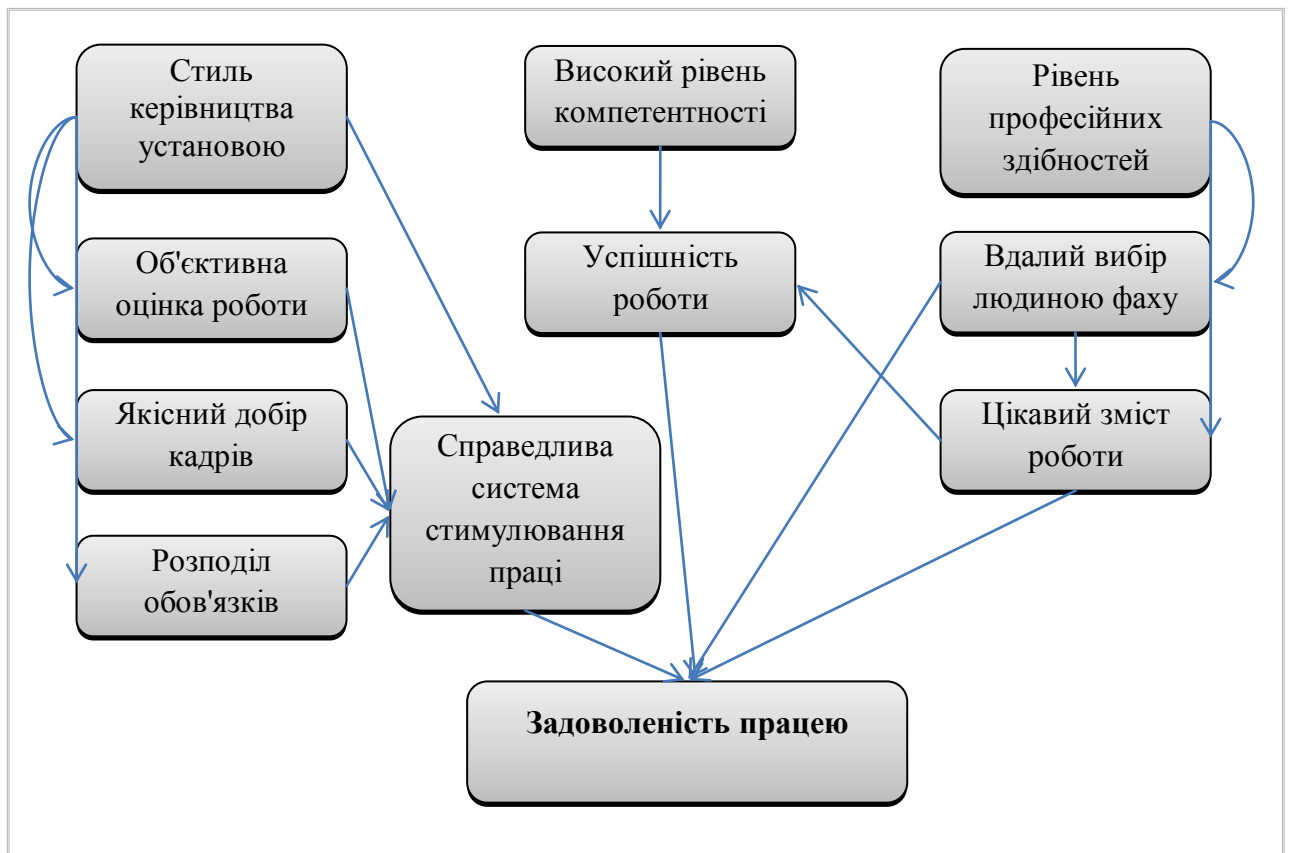 Стиль
керівництва
установою
Високий рівень
компетентності
Рівень
професійних
здібностей
Об'єктивна
оцінка роботи
Успішність
роботи
Вдалий вибір
людиною фаху
Якісний добір
кадрів
Справедлива
система
стимулювання
праці
Цікавий зміст
роботи
Розподіл
обов'язків
Задоволеність працею